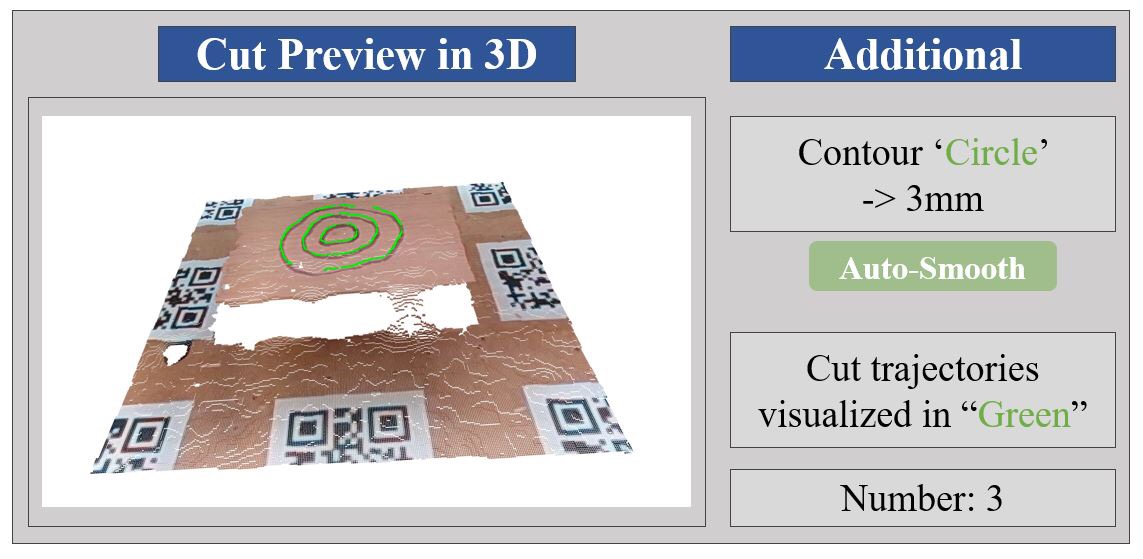 Cut Preview in 3D
Additional
Contour ‘Circle’
-> 3mm
Auto-Smooth
Cut trajectories
visualized in “Green”
Number: 3